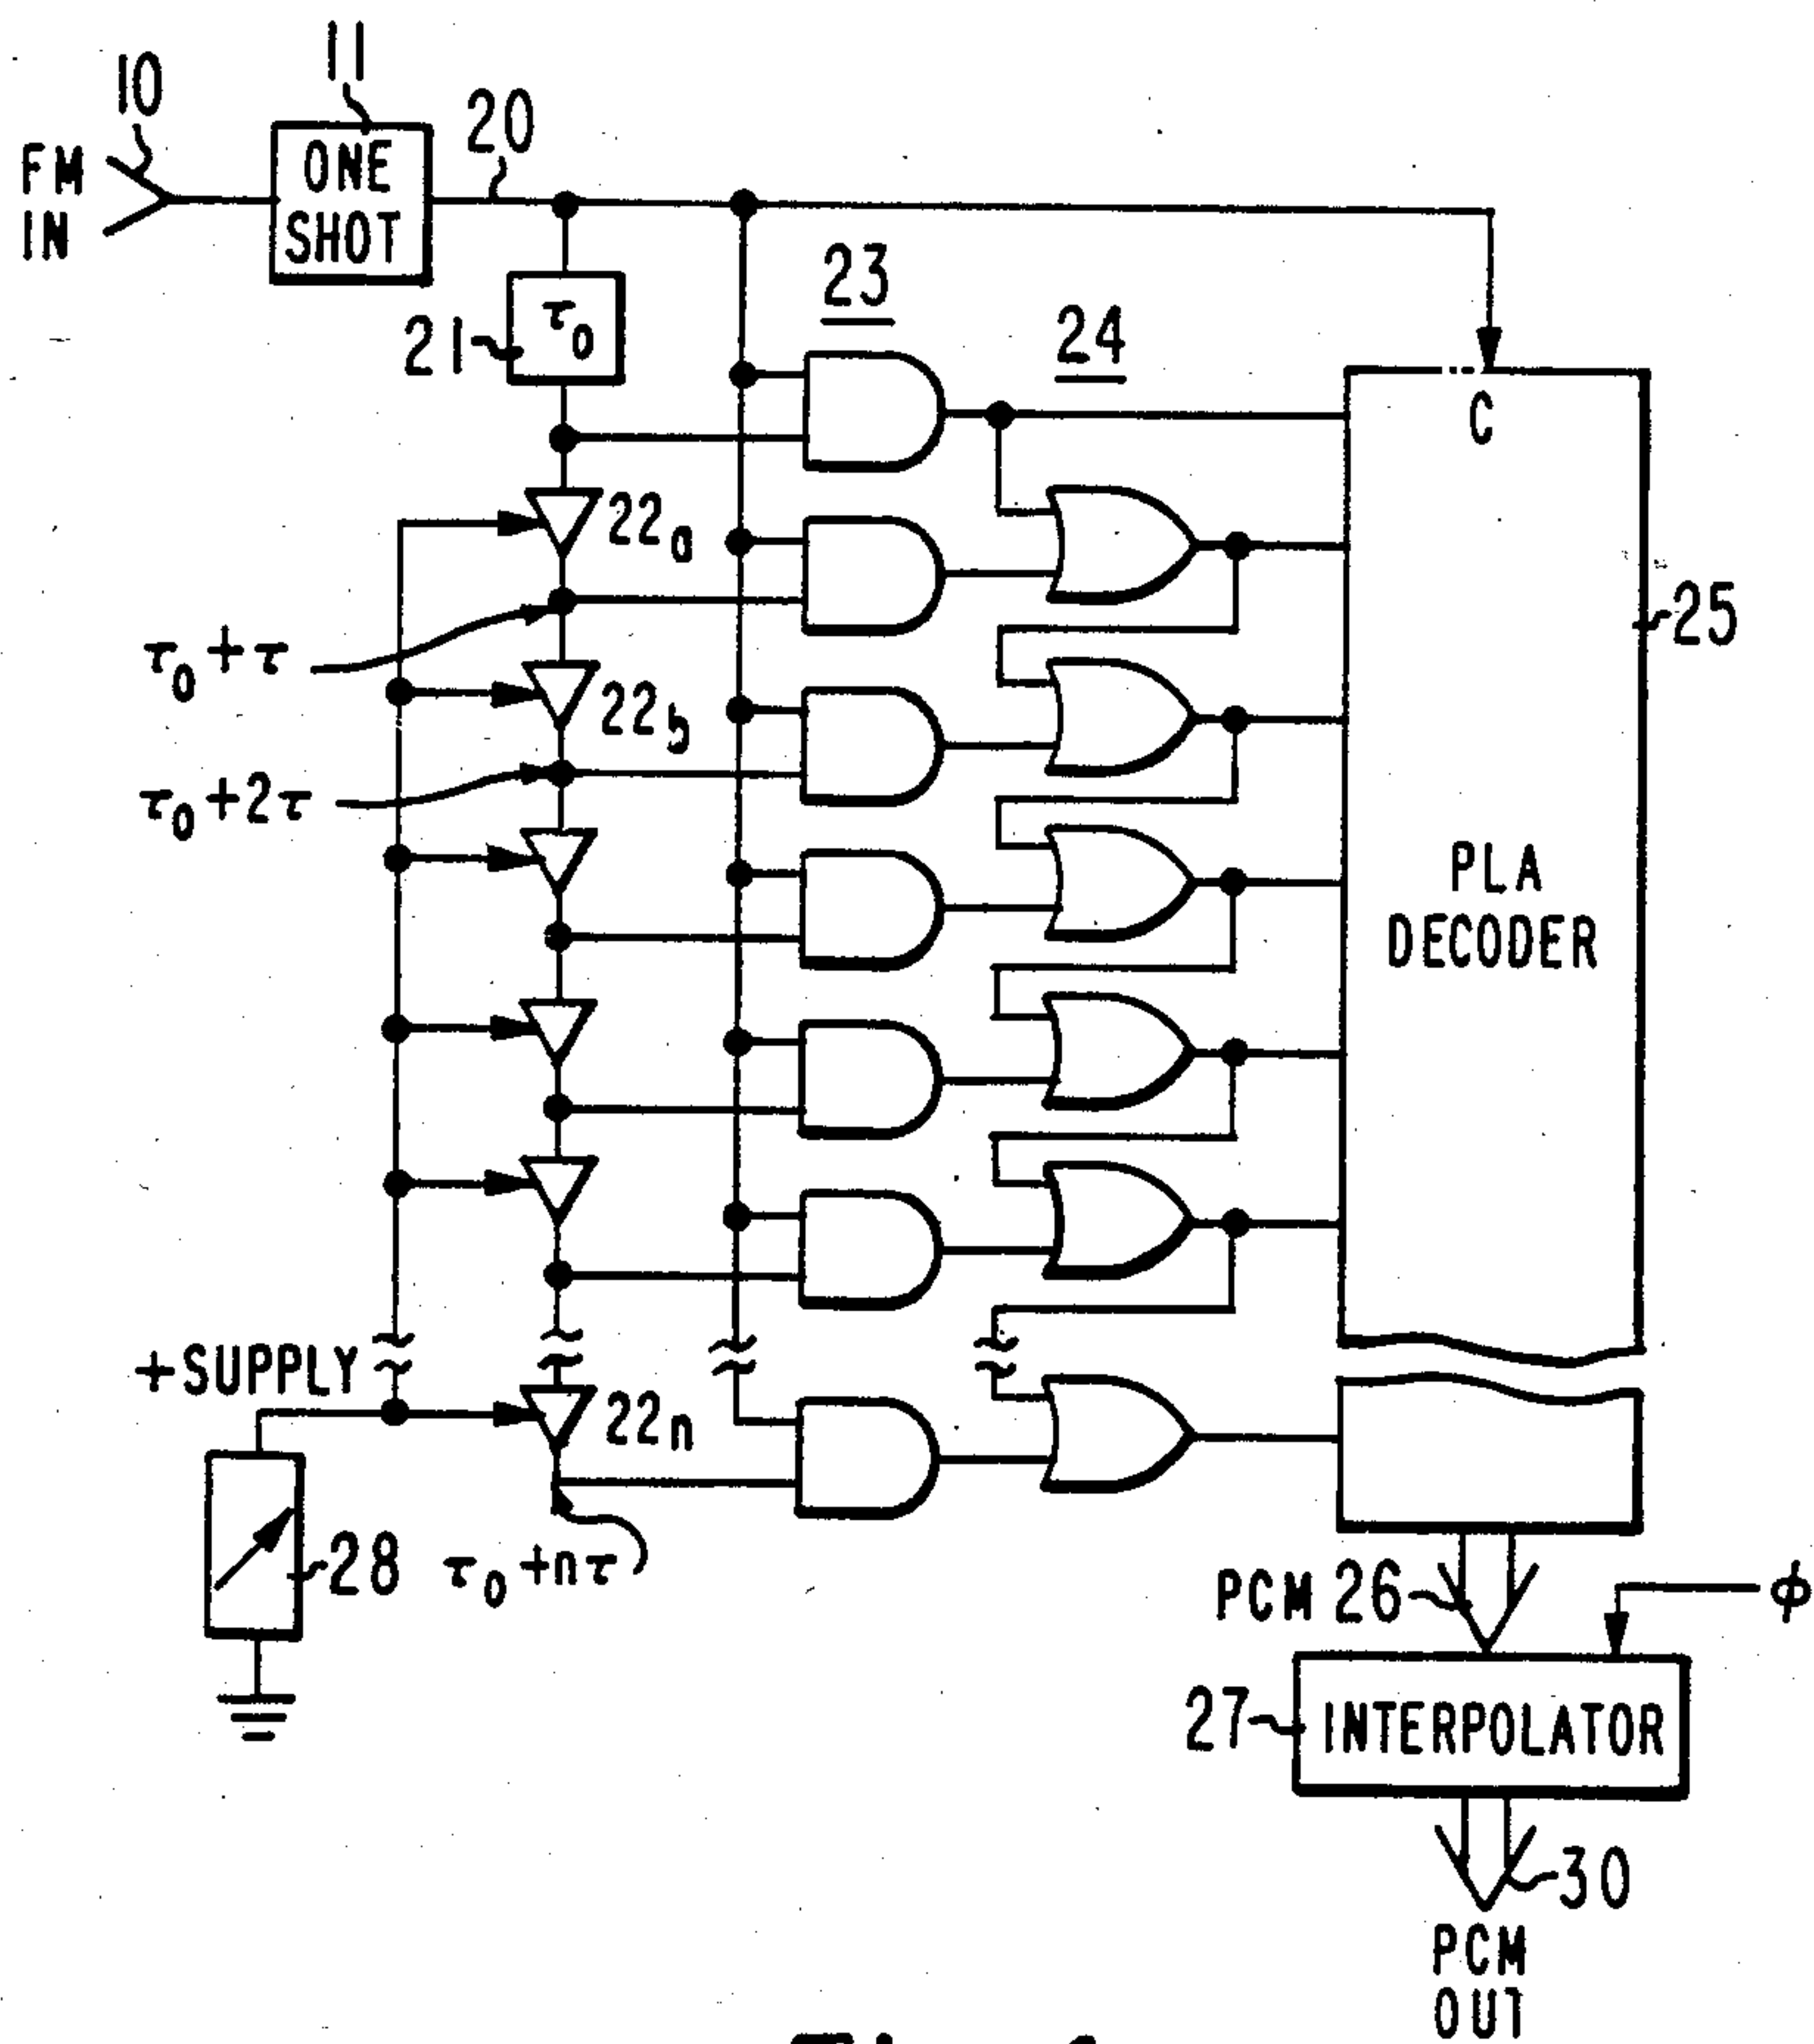 10
11
FM
IN
ONE
SHOT
20
21
τ0
23
24
C
22a
τ0+τ
25
22b
τ0+2τ
PLA
DECODER
+SUPPLY
22n
28
τ0+nτ
PCM 26
φ
27
INTERPOLATOR
30
PCM
OUT